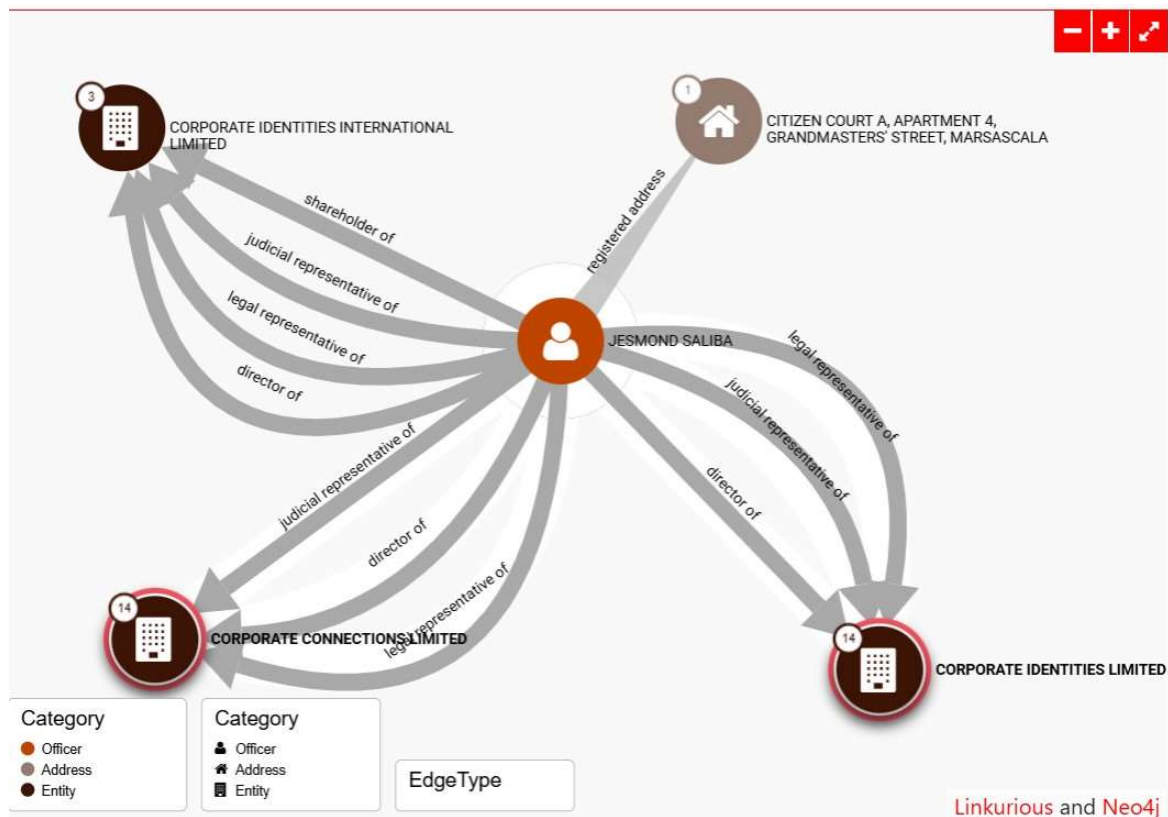 3
CORPORATE IDENTITIES INTERNATIONAL
LIMITED
1
CITIZEN COURT A, APARTMENT 4,
GRANDMASTERS' STREET, MARSASCALA
shareholder of
registered address
judicial representative of
legal representative of
director of
JESMOND SALIBA
legal representative of
judicial representative of
director of
judicial representative of
director of
legal representative of
14
CORPORATE CONNECTIONS LIMITED
14
CORPORATE IDENTITIES LIMITED
Category
Officer
Address
Entity
Category
Officer
Address
Entity
EdgeType
Linkurious and Neo4j